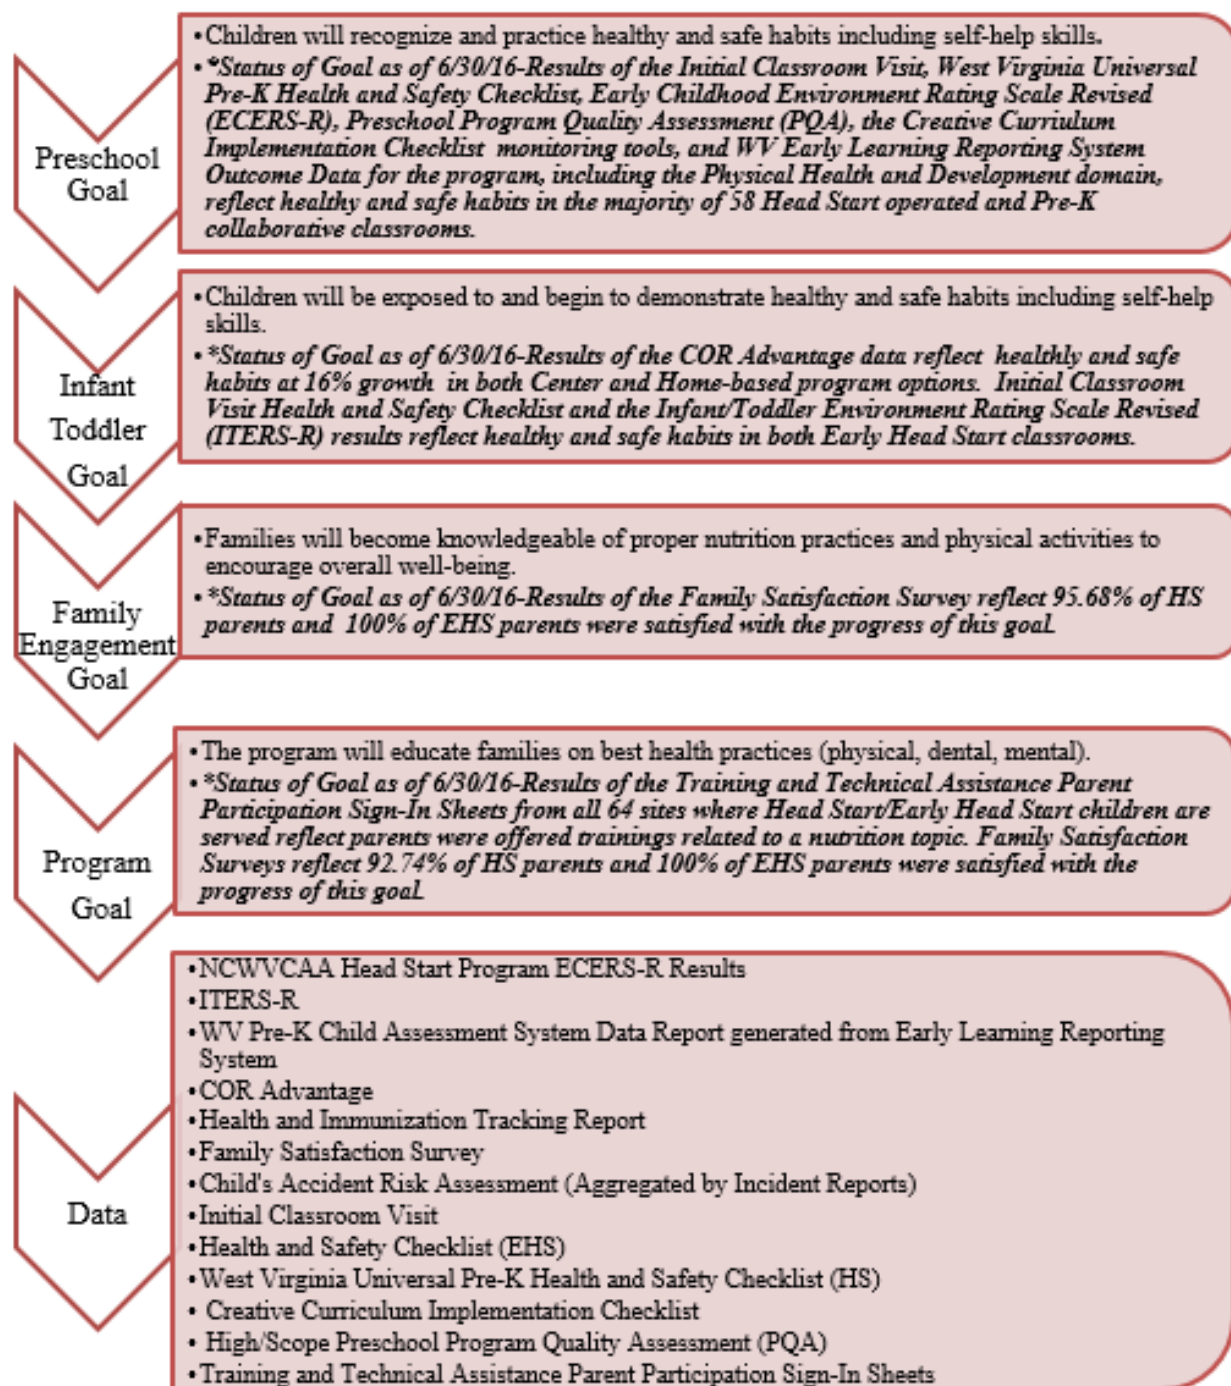 •Children will recognize and practice healthy and safe habits including self-help skills.
•*Status of Goal as of 6/30/16-Results of the Initial Classroom Visit, West Virginia Universal
Pre-K Health and Safety Checklist, Early Childhood Environment Rating Scale Revised
(ECERS-R), Preschool Program Quality Assessment (PQA), the Creative Curriulum
Implementation Checklist monitoring tools, and WV Early Learning Reporting System
Outcome Data for the program, including the Physical Health and Development domain,
reflect healthy and safe habits in the majority of 58 Head Start operated and Pre-K
collaborative classrooms.
Preschool
Goal
•Children will be exposed to and begin to demonstrate healthy and safe habits including self-help
skills.
•*Status of Goal as of 6/30/16-Results of the COR Advantage data reflect healthly and safe
habits at 16% growth in both Center and Home-based program options. Initial Classroom
Visit Health and Safety Checklist and the Infant/Toddler Environment Rating Scale Revised
(ITERS-R) results reflect healthy and safe habits in both Early Head Start classrooms.
Infant
Toddler
Goal
•Families will become knowledgeable of proper nutrition practices and physical activities to
encourage overall well-being.
•*Status of Goal as of 6/30/16-Results of the Family Satisfaction Survey reflect 95.68% of HS
parents and 100% of EHS parents were satisfied with the progress of this goal.
Family
Engagement
Goal
•The program will educate families on best health practices (physical, dental, mental).
•*Status of Goal as of 6/30/16-Results of the Training and Technical Assistance Parent
Participation Sign-In Sheets from all 64 sites where Head Start/Early Head Start children are
served reflect parents were offered trainings related to a nutrition topic. Family Satisfaction
Surveys reflect 92.74% of HS parents and 100% of EHS parents were satisfied with the
progress of this goal.
Program
Goal
•NCWVCAA Head Start Program ECERS-R Results
•ITERS-R
•WV Pre-K Child Assessment System Data Report generated from Early Learning Reporting
System
•COR Advantage
•Health and Immunization Tracking Report
•Family Satisfaction Survey
•Child's Accident Risk Assessment (Aggregated by Incident Reports)
•Initial Classroom Visit
•Health and Safety Checklist (EHS)
•West Virginia Universal Pre-K Health and Safety Checklist (HS)
• Creative Curriculum Implementation Checklist
• High/Scope Preschool Program Quality Assessment (PQA)
•Training and Technical Assistance Parent Participation Sign-In Sheets
Data